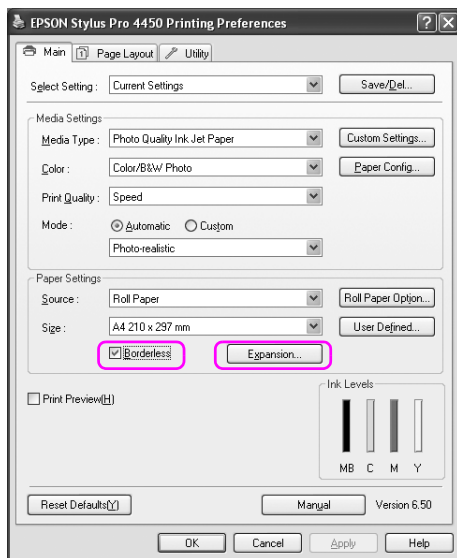 EPSON Stylus Pro 4450 Printing Preferences
Main Page Layout Utility
Select Setting : Current Settings Save/Del...
Media Settings
Media Type : Photo Quality Ink Jet Paper Custom Settings...
Color : Color/B&W Photo Paper Config...
Print Quality : Speed
Mode : Automatic Custom
Photo-realistic
Paper Settings
Source : Roll Paper Roll Paper Option...
Size : A4 210 x 297 mm User Defined...
Borderless Expansion...
Ink Levels
Print Preview(H)
MB C M Y
Reset Defaults(Y) Manual Version 6.50
OK Cancel Apply Help